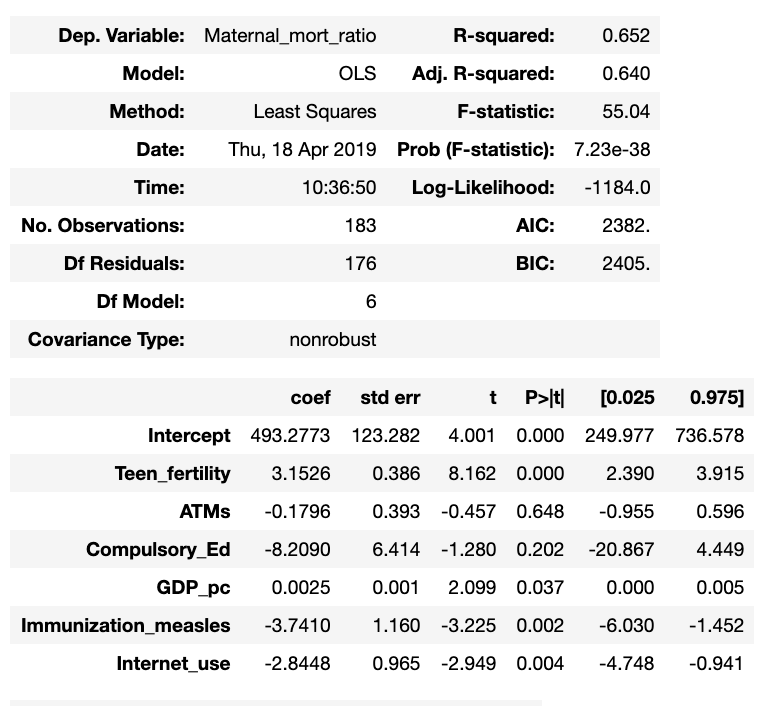 Dep. Variable: Maternal_mort_ratio R-squared: 0.652
Model: OLS Adj. R-squared: 0.640
Method: Least Squares F-statistic: 55.04
Date: Thu, 18 Apr 2019 Prob (F-statistic): 7.23e-38
Time: 10:36:50 Log-Likelihood: -1184.0
No. Observations: 183 AIC: 2382.
Df Residuals: 176 BIC: 2405.
Df Model: 6
Covariance Type: nonrobust
coef std err t P>|t| [0.025 0.975]
Intercept 493.2773 123.282 4.001 0.000 249.977 736.578
Teen_fertility 3.1526 0.386 8.162 0.000 2.390 3.915
ATMs -0.1796 0.393 -0.457 0.648 -0.955 0.596
Compulsory_Ed -8.2090 6.414 -1.280 0.202 -20.867 4.449
GDP_pc 0.0025 0.001 2.099 0.037 0.000 0.005
Immunization_measles -3.7410 1.160 -3.225 0.002 -6.030 -1.452
Internet_use -2.8448 0.965 -2.949 0.004 -4.748 -0.941